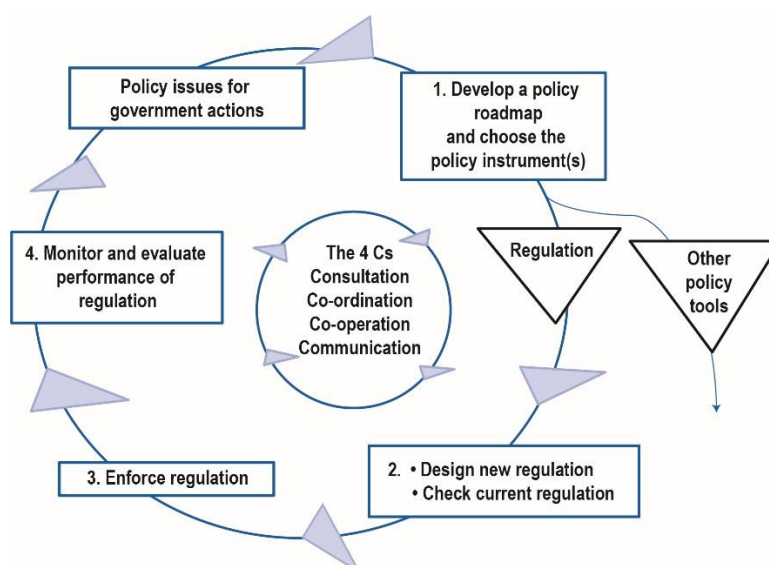 Policy issues for
government actions
1. Develop a policy
roadmap
and choose the
policy instrument(s)
Regulation
Other
policy
tools
4. Monitor and evaluate
performance of
regulation
The 4 Cs
Consultation
Co-ordination
Co-operation
Communication
3. Enforce regulation
2. • Design new regulation
• Check current regulation